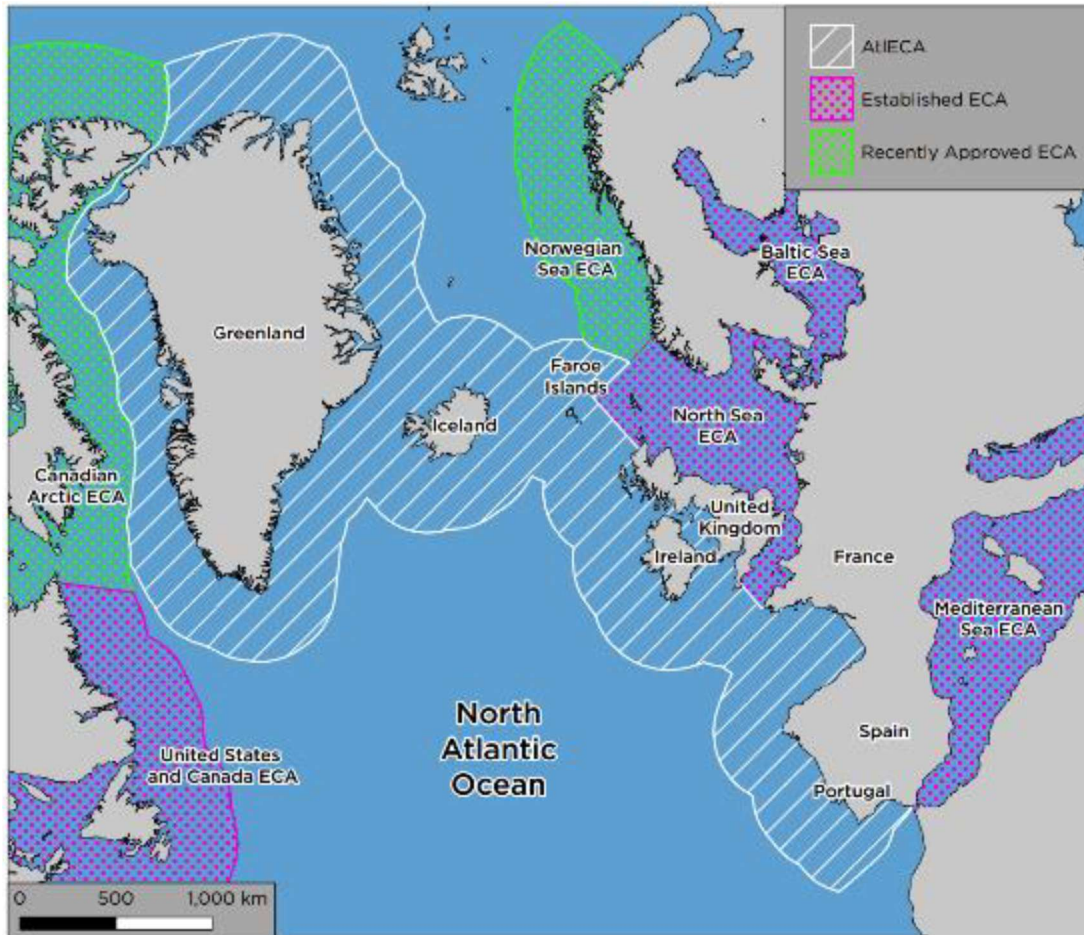 AtlECA
Established ECA
Recently Approved ECA
Norwegian
Sea ECA
Baltic Sea
ECA
Greenland
Faroe
Islands
Iceland
North Sea
ECA
Canadian
Arctic ECA
United
Kingdom
Ireland
France
Mediterranean
Sea ECA
North
Atlantic
Ocean
Spain
United States
and Canada ECA
Portugal
0 500 1,000 km